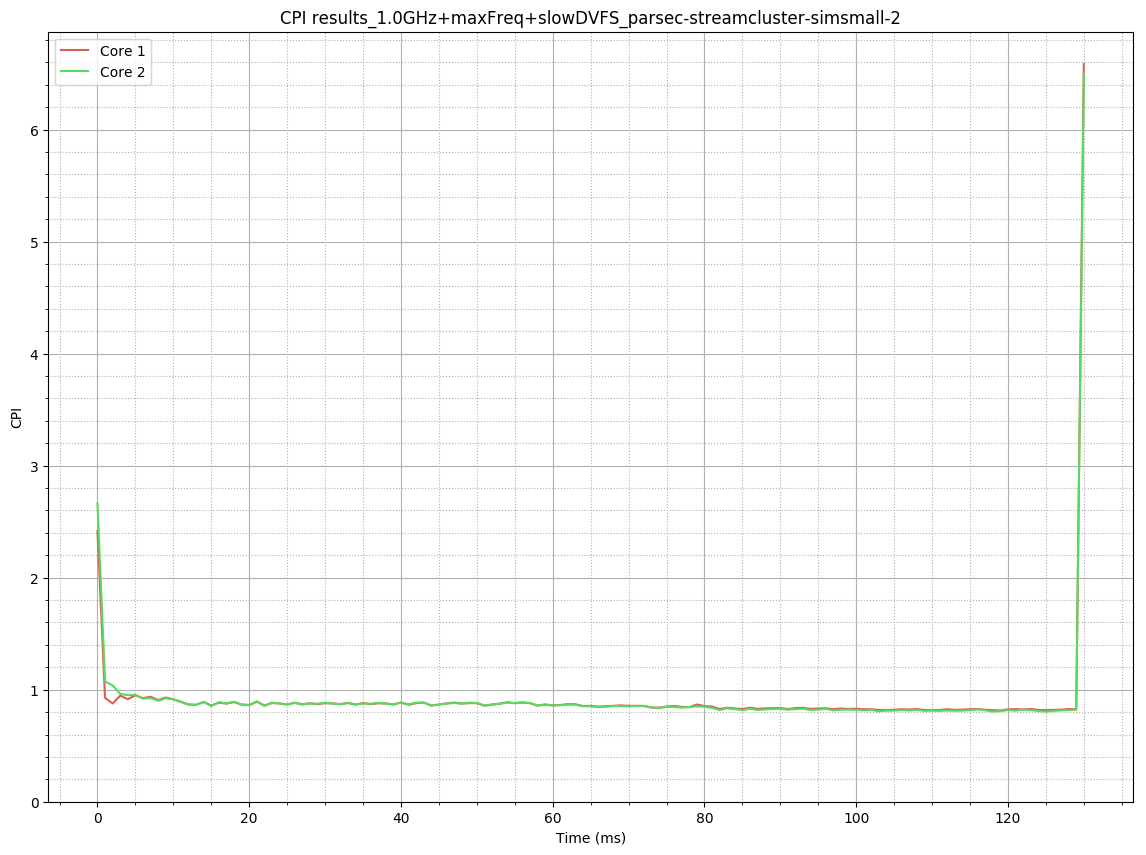 CPI results_1.0GHz+maxFreq+slowDVFS_parsec-streamcluster-simsmall-2
Core 1
Core 2
6
5
4
3
2
1
0
CPI
0 20 40 60 80 100 120
Time (ms)